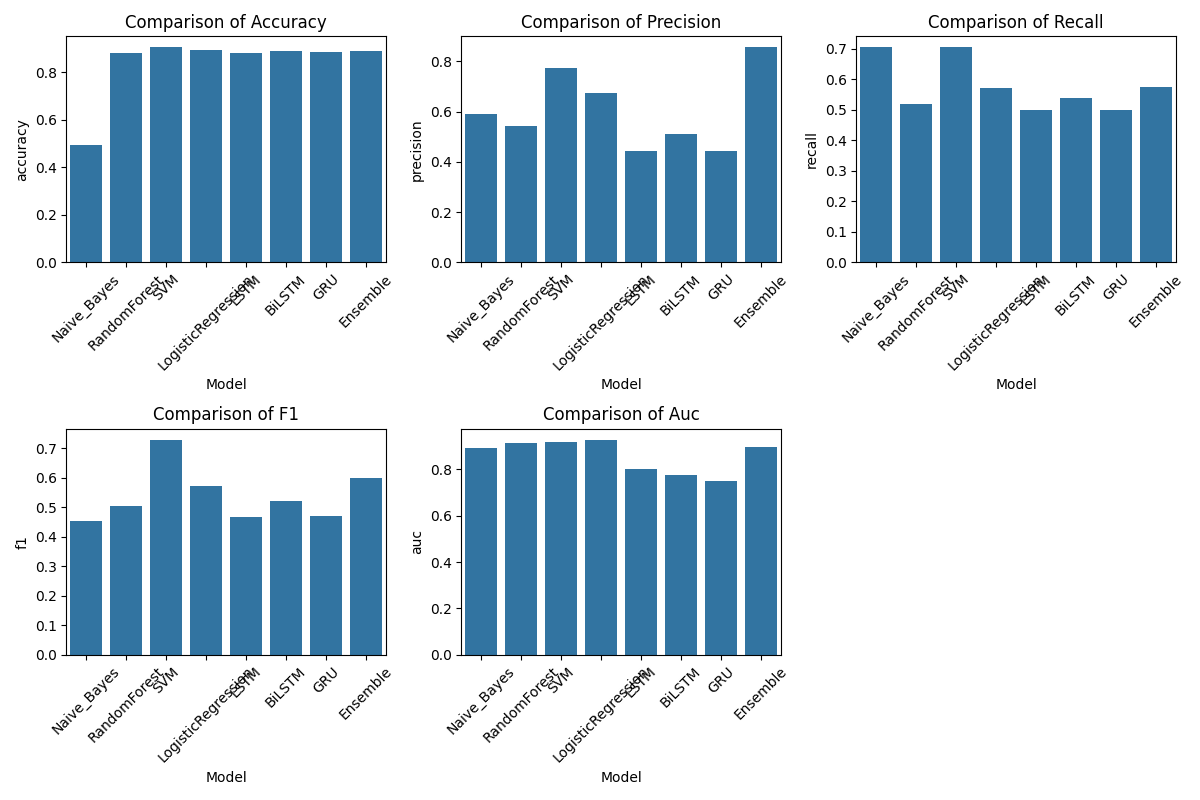 Comparison of Accuracy
accuracy
0.8
0.6
0.4
0.2
0.0
Naive_Bayes
RandomForest
SVM
LogisticRegression
LSTM
BiLSTM
GRU
Ensemble
Model
Comparison of Precision
precision
0.8
0.6
0.4
0.2
0.0
Naive_Bayes
RandomForest
SVM
LogisticRegression
LSTM
BiLSTM
GRU
Ensemble
Model
Comparison of Recall
recall
0.7
0.6
0.5
0.4
0.3
0.2
0.1
0.0
Naive_Bayes
RandomForest
SVM
LogisticRegression
LSTM
BiLSTM
GRU
Ensemble
Model
Comparison of F1
f1
0.7
0.6
0.5
0.4
0.3
0.2
0.1
0.0
Naive_Bayes
RandomForest
SVM
LogisticRegression
LSTM
BiLSTM
GRU
Ensemble
Model
Comparison of Auc
auc
0.8
0.6
0.4
0.2
0.0
Naive_Bayes
RandomForest
SVM
LogisticRegression
LSTM
BiLSTM
GRU
Ensemble
Model